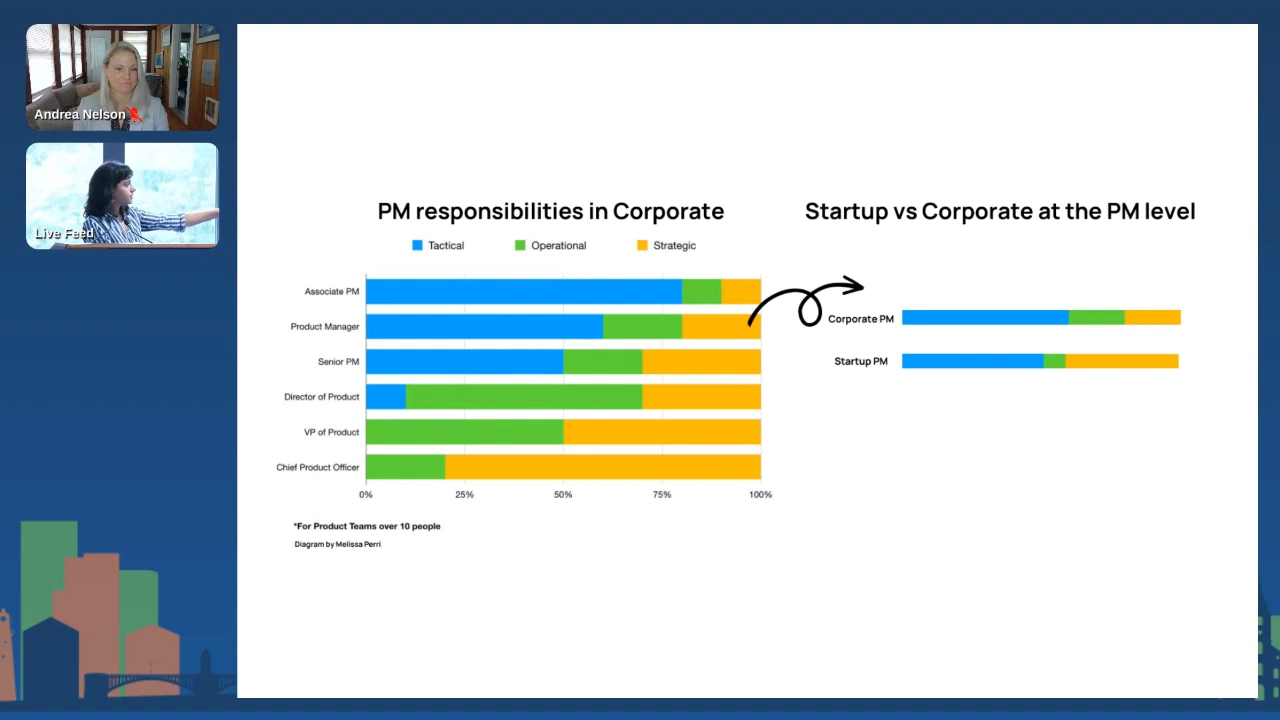 Andrea Nelson
Live Feed
PM responsibilities in Corporate
Tactical
Operational
Strategic
Associate PM
Product Manager
Senior PM
Director of Product
VP of Product
Chief Product Officer
0%
25%
50%
75%
100%
*For Product Teams over 10 people
Diagram by Melissa Perri
Startup vs Corporate at the PM level
Corporate PM
Startup PM